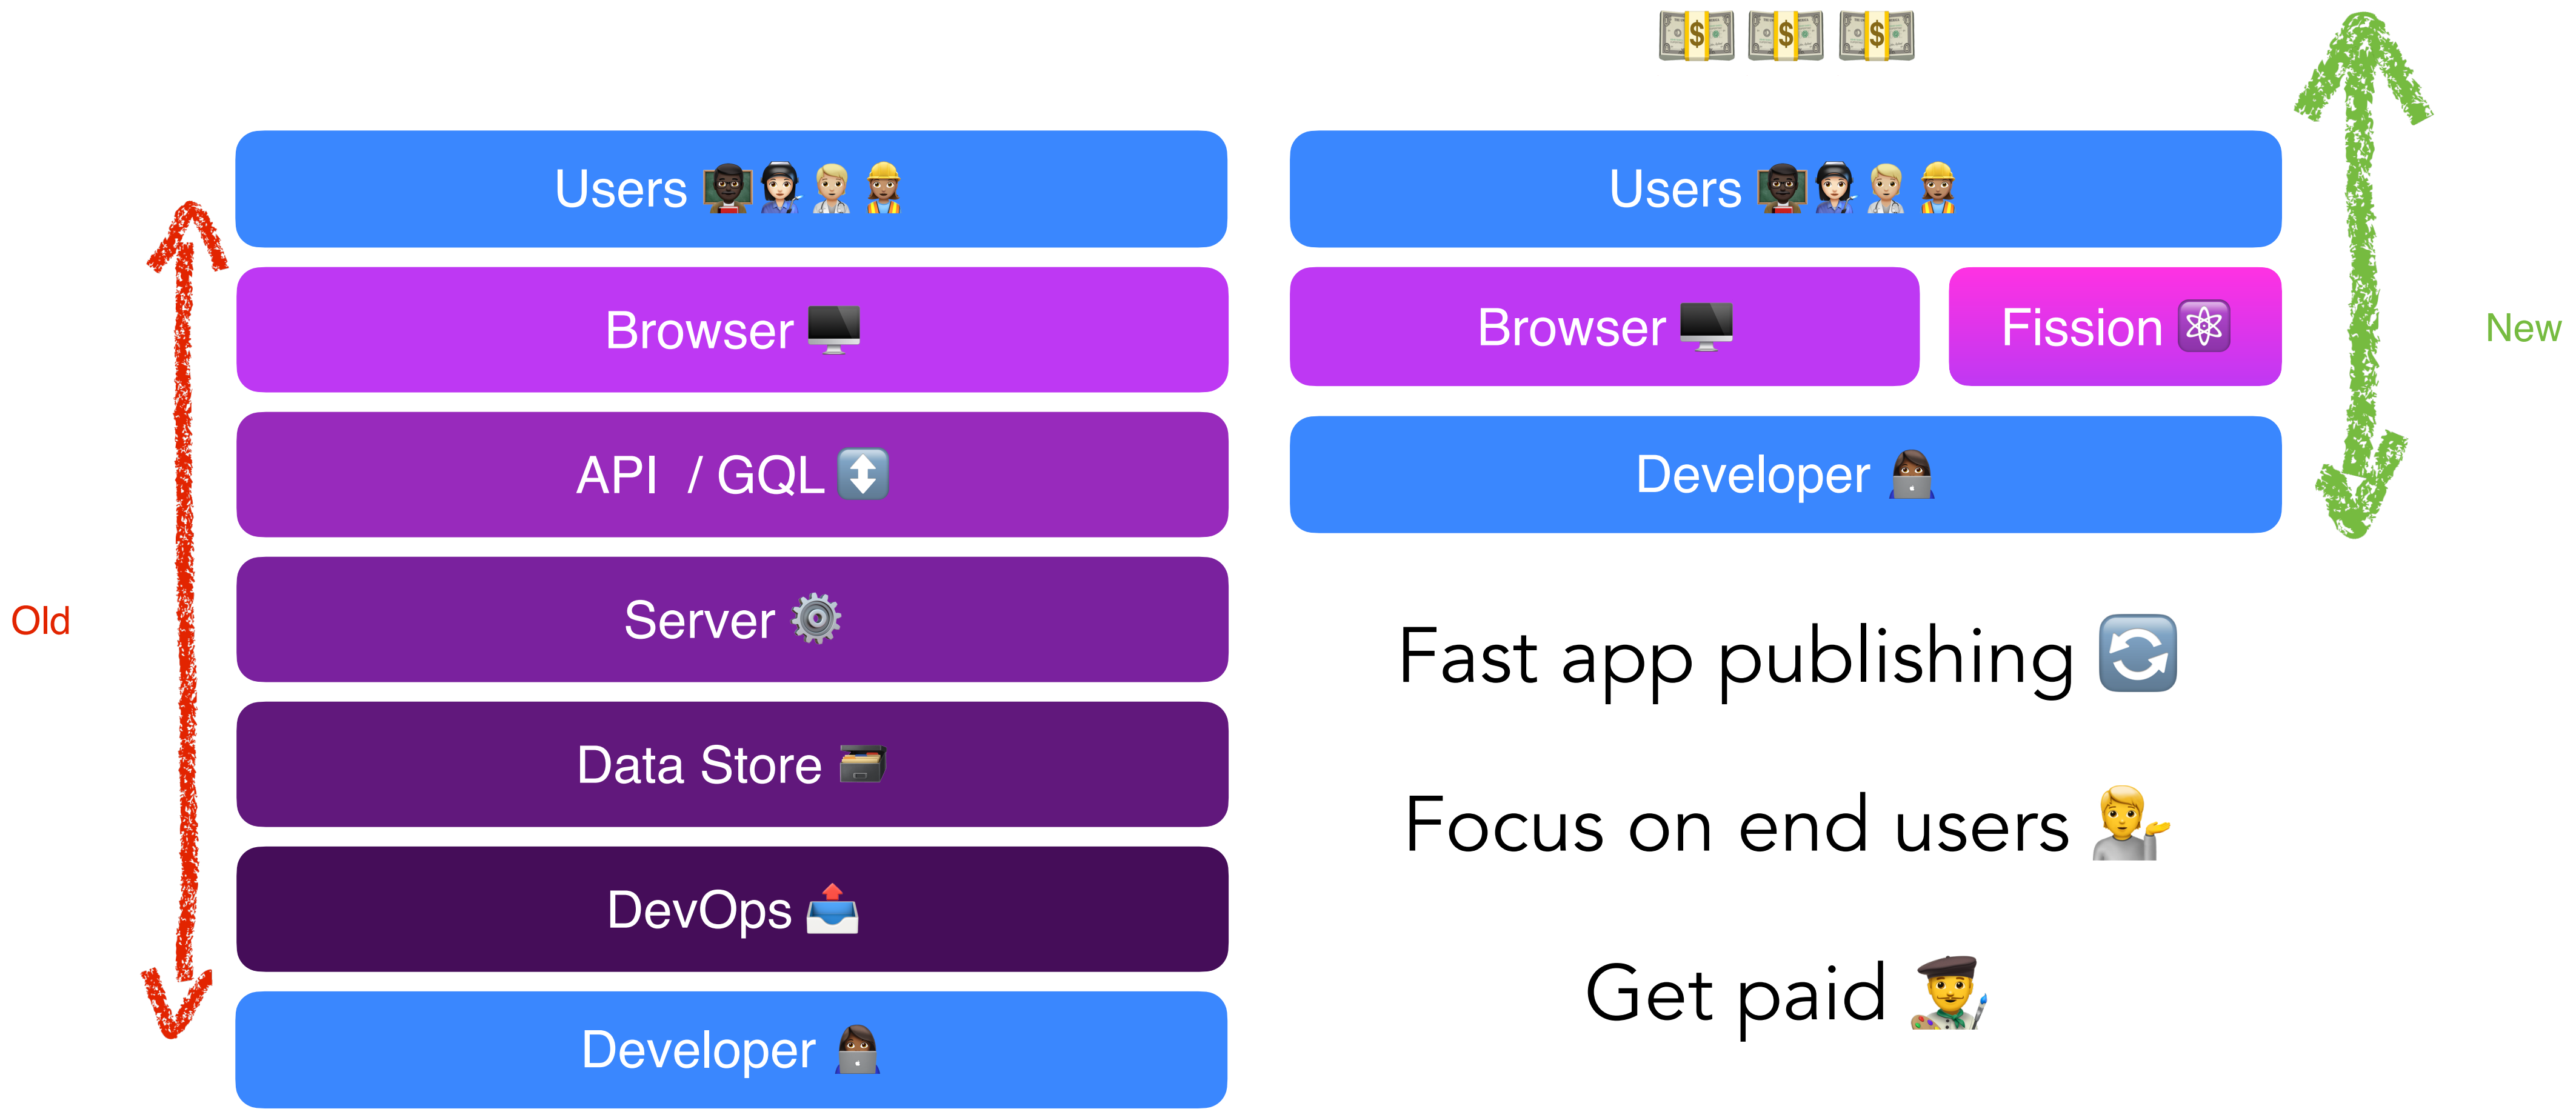 Old
Users
Browser
API / GQL
Server
Data Store
DevOps
Developer
Users
Browser
Fission
Developer
New
Fast app publishing
Focus on end users
Get paid